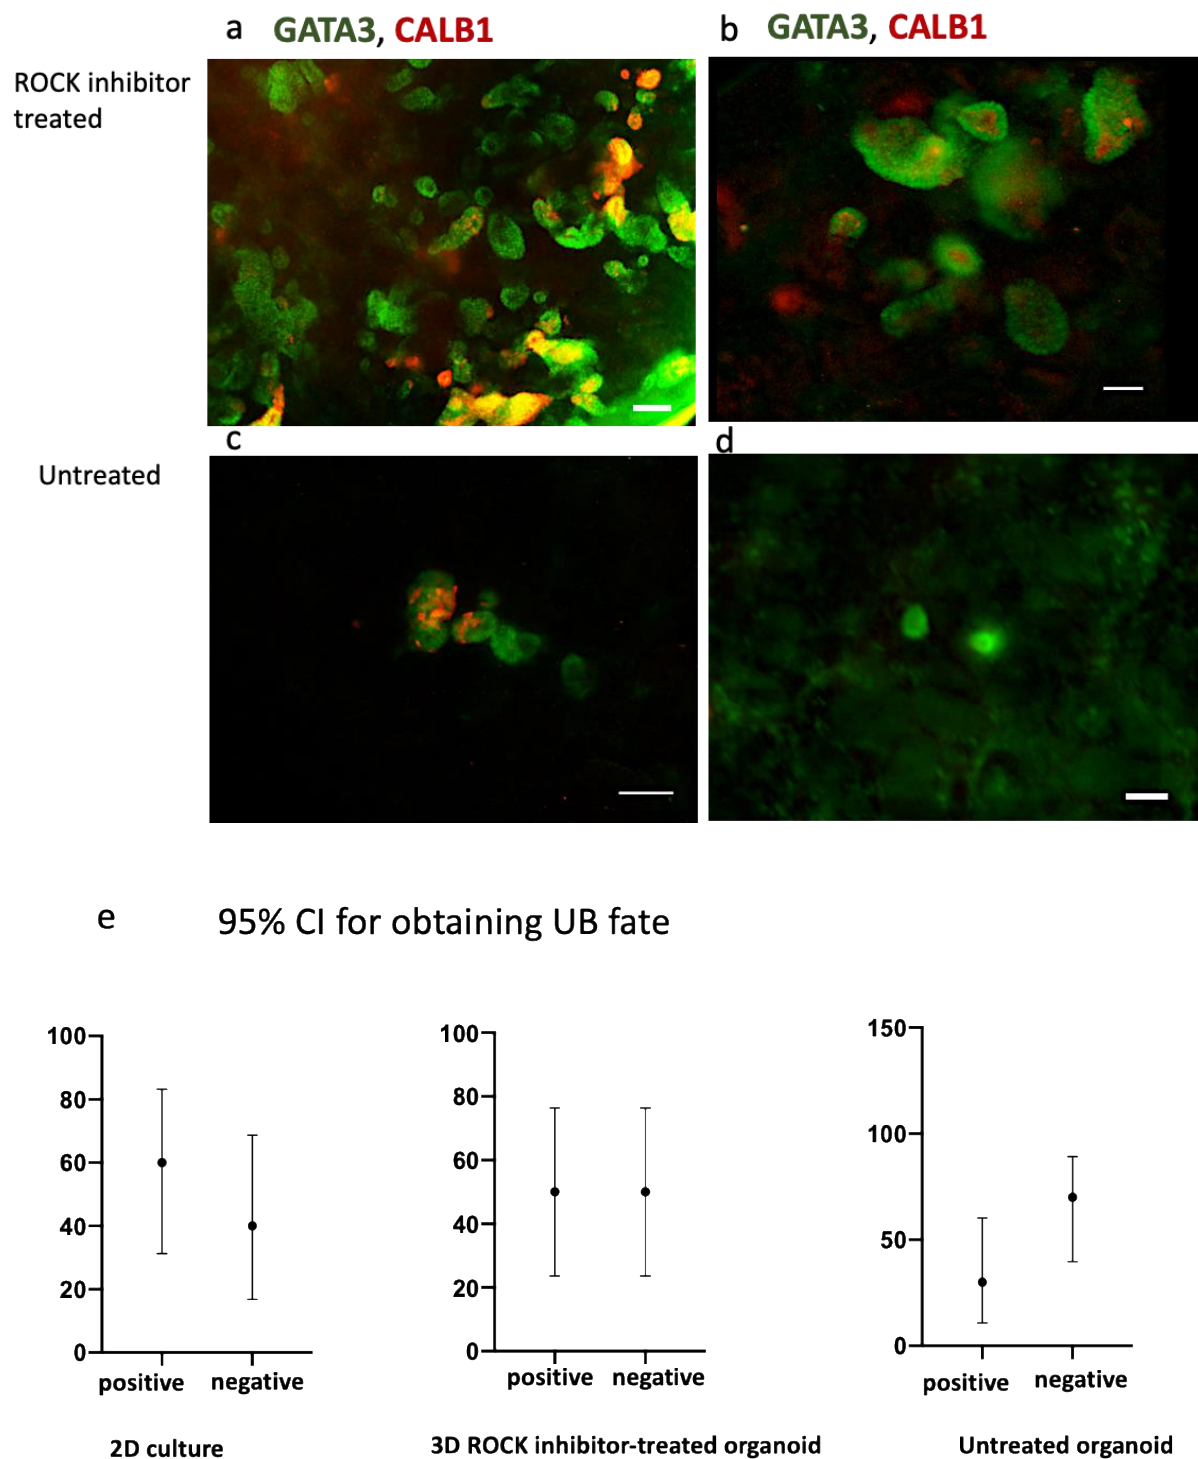 a GATA3, CALB1
b GATA3, CALB1
ROCK inhibitor
treated
c
d
Untreated
e 95% CI for obtaining UB fate
100
80
60
40
20
0
positive negative
2D culture
100
80
60
40
20
0
positive negative
3D ROCK inhibitor-treated organoid
150
100
50
0
positive negative
Untreated organoid